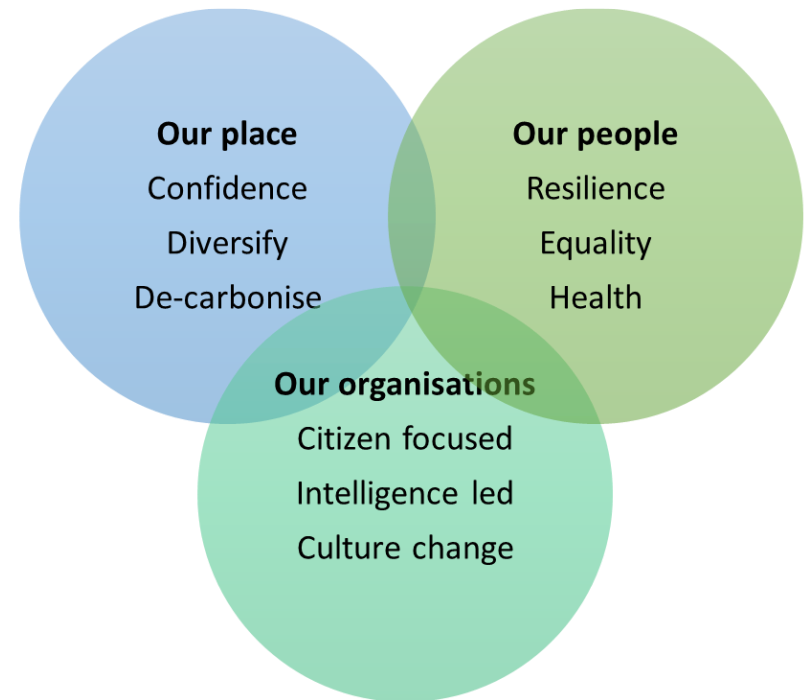 Our place
Confidence
Diversify
De-carbonise
Our people
Resilience
Equality
Health
Our organisations
Citizen focused
Intelligence led
Culture change